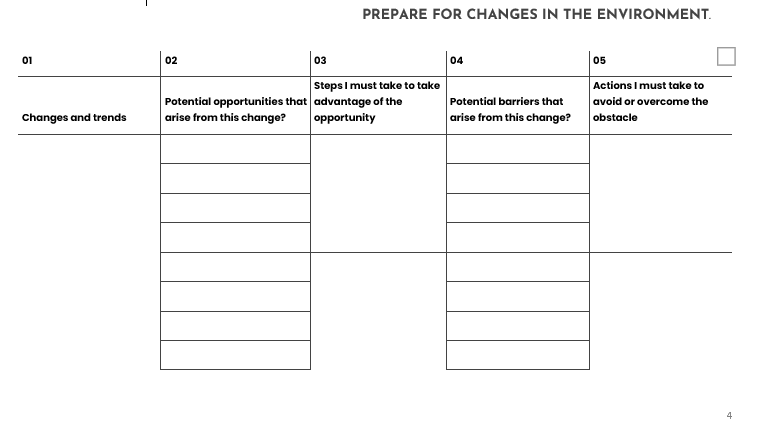 PREPARE FOR CHANGES IN THE ENVIRONMENT.
01 02 03 04 05
Changes and trends
Potential opportunities that
arise from this change?
Steps I must take to take
advantage of the
opportunity
Potential barriers that
arise from this change?
Actions I must take to
avoid or overcome the
obstacle
4